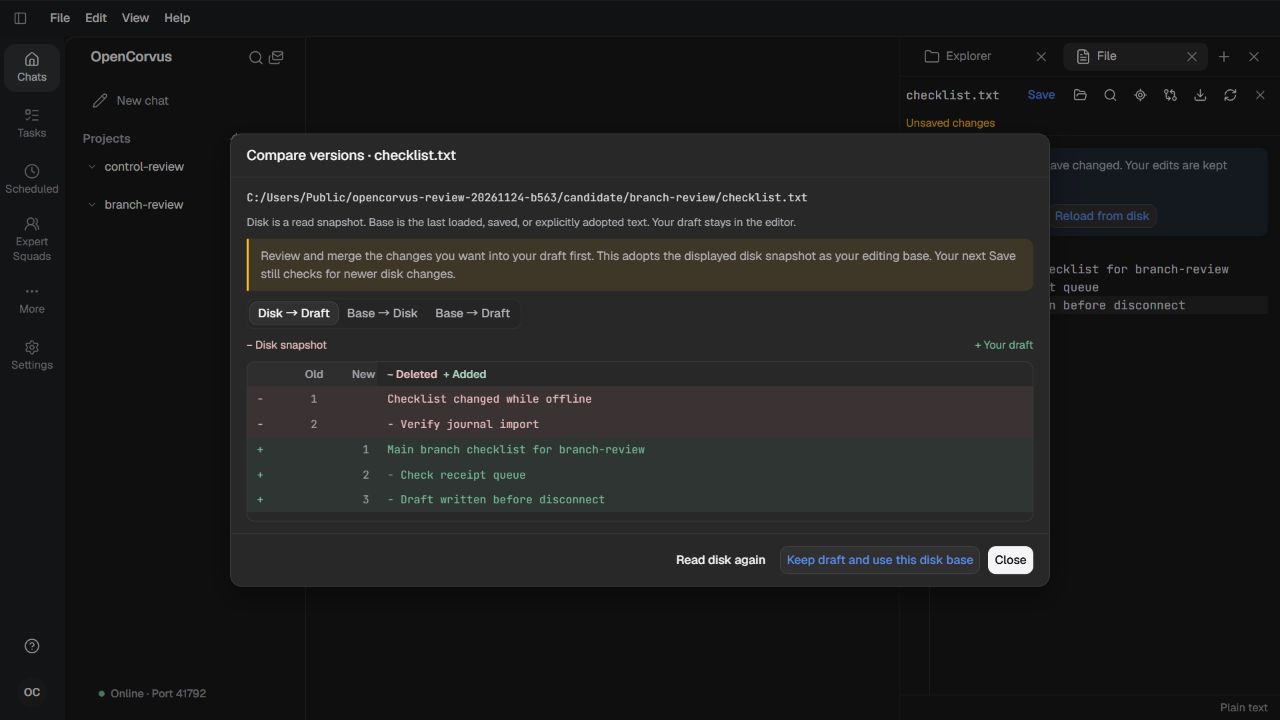 File Edit View Help
Chats
Tasks
Scheduled
Expert
Squads
More
Settings
OC
OpenCorvus
New chat
Projects
control-review
branch-review
Online · Port 41792
Explorer
File
checklist.txt Save
Unsaved changes
ave changed. Your edits are kept
Reload from disk
ecklist for branch-review
t queue
n before disconnect
Plain text
Compare versions · checklist.txt
C:/Users/Public/opencorvus-review-20261124-b563/candidate/branch-review/checklist.txt
Disk is a read snapshot. Base is the last loaded, saved, or explicitly adopted text. Your draft stays in the editor.
Review and merge the changes you want into your draft first. This adopts the displayed disk snapshot as your editing base. Your next Save
still checks for newer disk changes.
Disk → Draft Base → Disk Base → Draft
− Disk snapshot + Your draft
Old New − Deleted + Added
- 1 Checklist changed while offline
- 2 - Verify journal import
+ 1 Main branch checklist for branch-review
+ 2 - Check receipt queue
+ 3 - Draft written before disconnect
Read disk again Keep draft and use this disk base Close